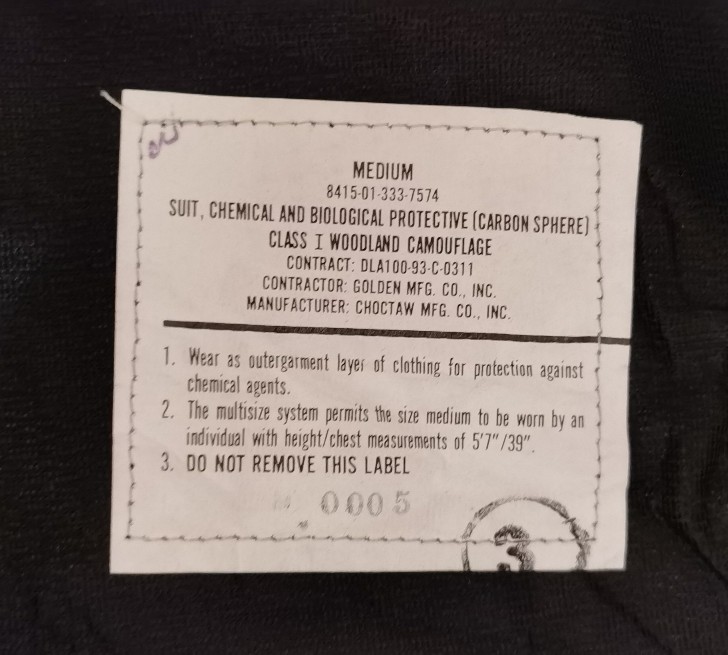 MEDIUM
8415-01-333-7574
SUIT, CHEMICAL AND BIOLOGICAL PROTECTIVE (CARBON SPHERE)
CLASS I WOODLAND CAMOUFLAGE
CONTRACT: DLA100-93-C-0311
CONTRACTOR: GOLDEN MFG. CO., INC.
MANUFACTURER: CHOCTAW MFG. CO., INC.
1. Wear as outergarment layer of clothing for protection against
chemical agents.
2. The multisize system permits the size medium to be worn by an
individual with height/chest measurements of 5'7"/39".
3. DO NOT REMOVE THIS LABEL
0005
3